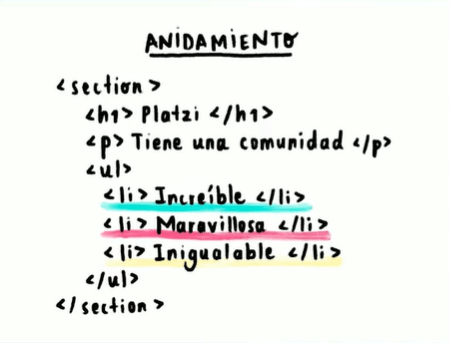 ANIDAMIENTO
<section>
<h1> Platzi </h1>
<p> Tiene una comunidad </p>
<ul>
<li> Increíble </li>
<li> Maravillosa </li>
<li> Inigualable </li>
</ul>
</section>